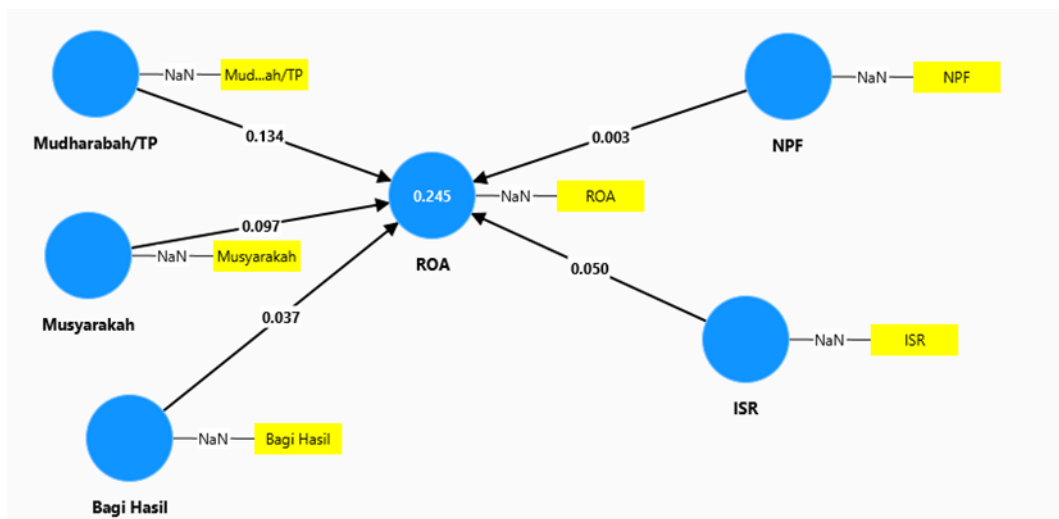 NaN
Mud...ah/TP
Mudharabah/TP
0.134
NaN
NPF
NPF
0.003
0.245
NaN
ROA
ROA
0.097
NaN
Musyarakah
Musyarakah
0.050
0.037
NaN
ISR
ISR
NaN
Bagi Hasil
Bagi Hasil